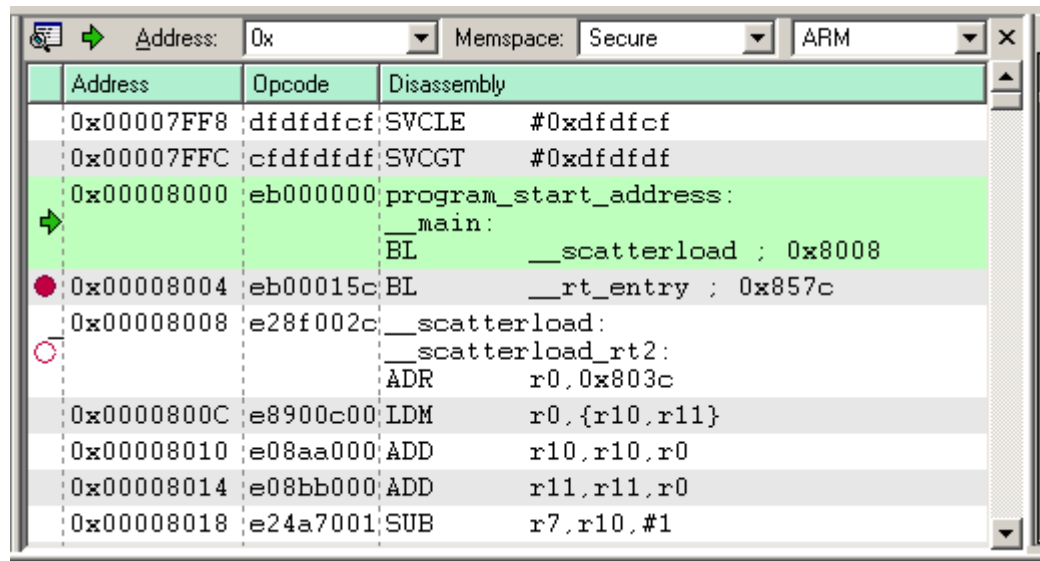 Address: 0x Memspace: Secure ARM
Address Opcode Disassembly
0x00007FF8 dfdfdfcf SVCLE #0xdfdfcf
0x00007FFC cfdfdfdf SVCGT #0xdfdfdf
0x00008000 eb000000 program_start_address:
__main:
BL __scatterload ; 0x8008
0x00008004 eb00015c BL __rt_entry ; 0x857c
0x00008008 e28f002c __scatterload:
__scatterload_rt2:
ADR r0,0x803c
0x0000800C e8900c00 LDM r0,{r10,r11}
0x00008010 e08aa000 ADD r10,r10,r0
0x00008014 e08bb000 ADD r11,r11,r0
0x00008018 e24a7001 SUB r7,r10,#1